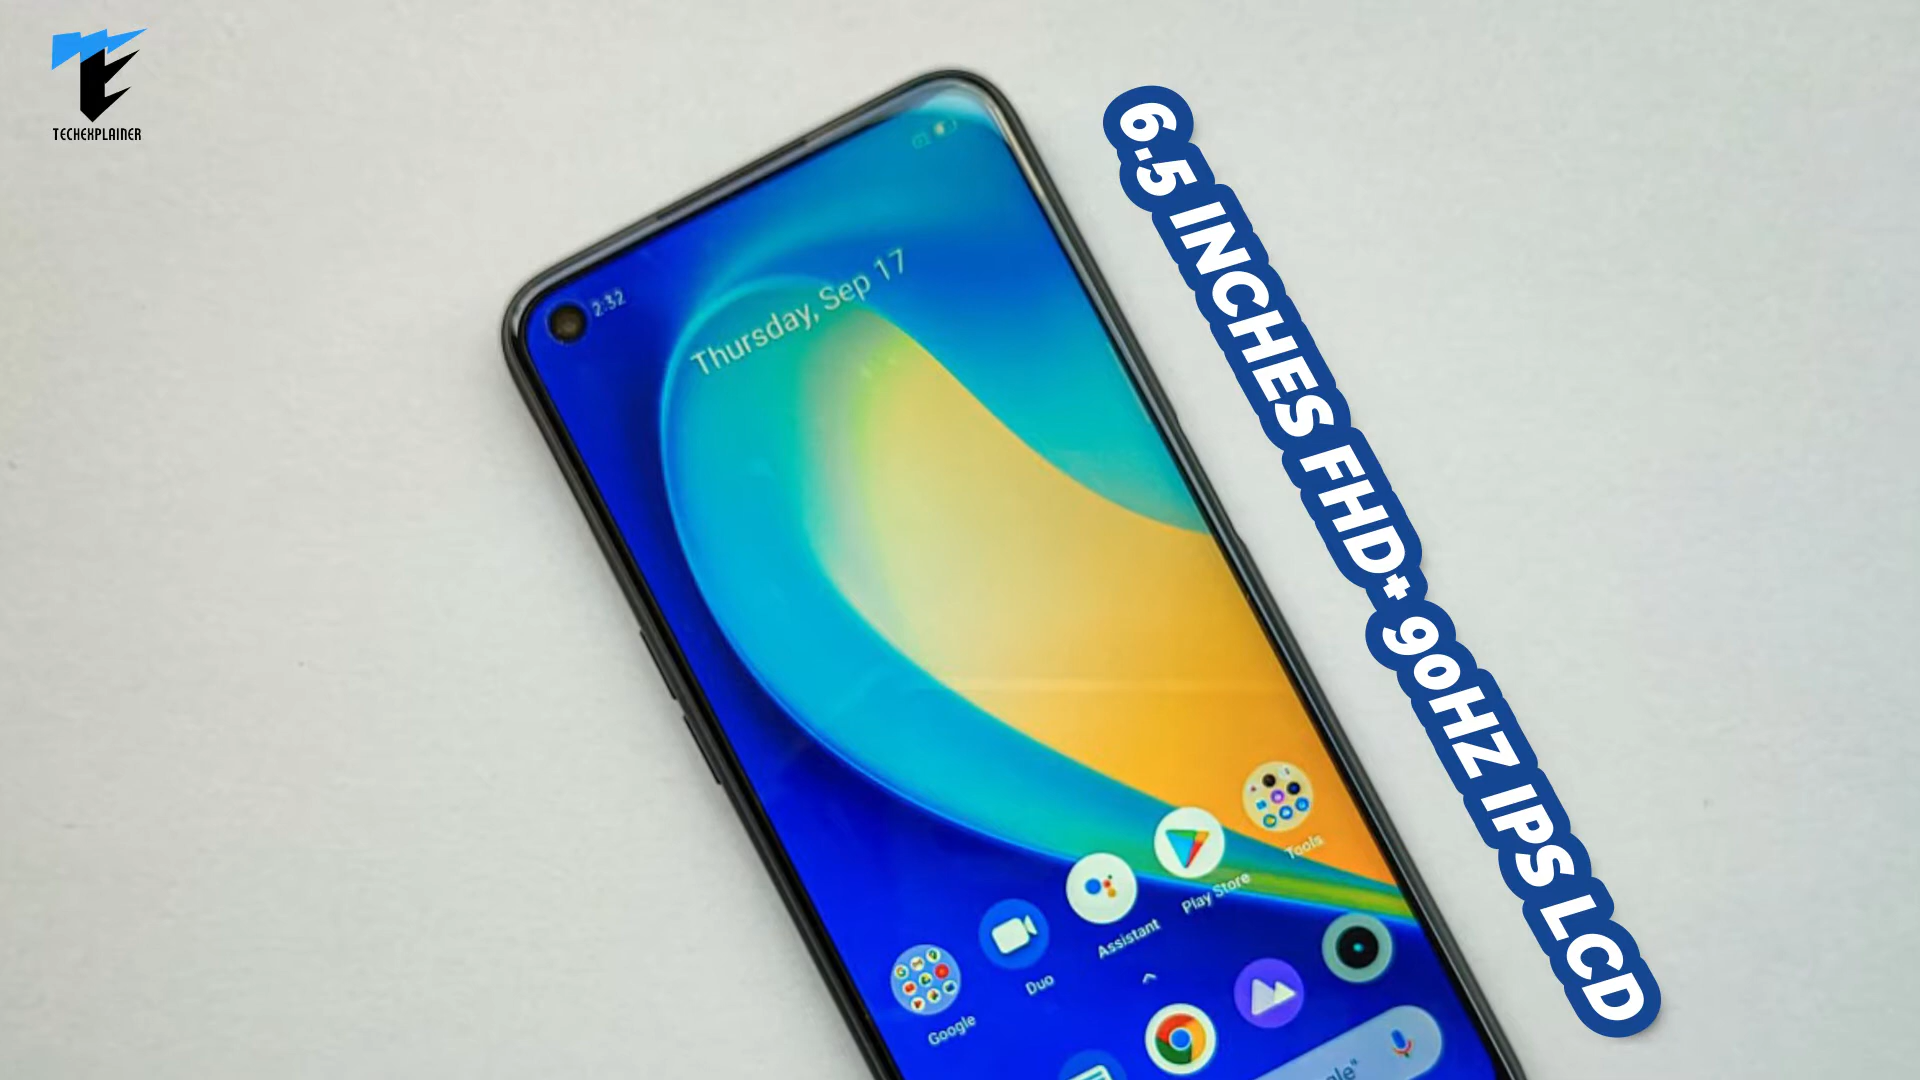 TECHEXPLAINER
6.5 INCHES FHD+ 90HZ IPS LCD
2:32
Thursday, Sep 17
Tools
Play Store
Assistant
Duo
Google
gle"